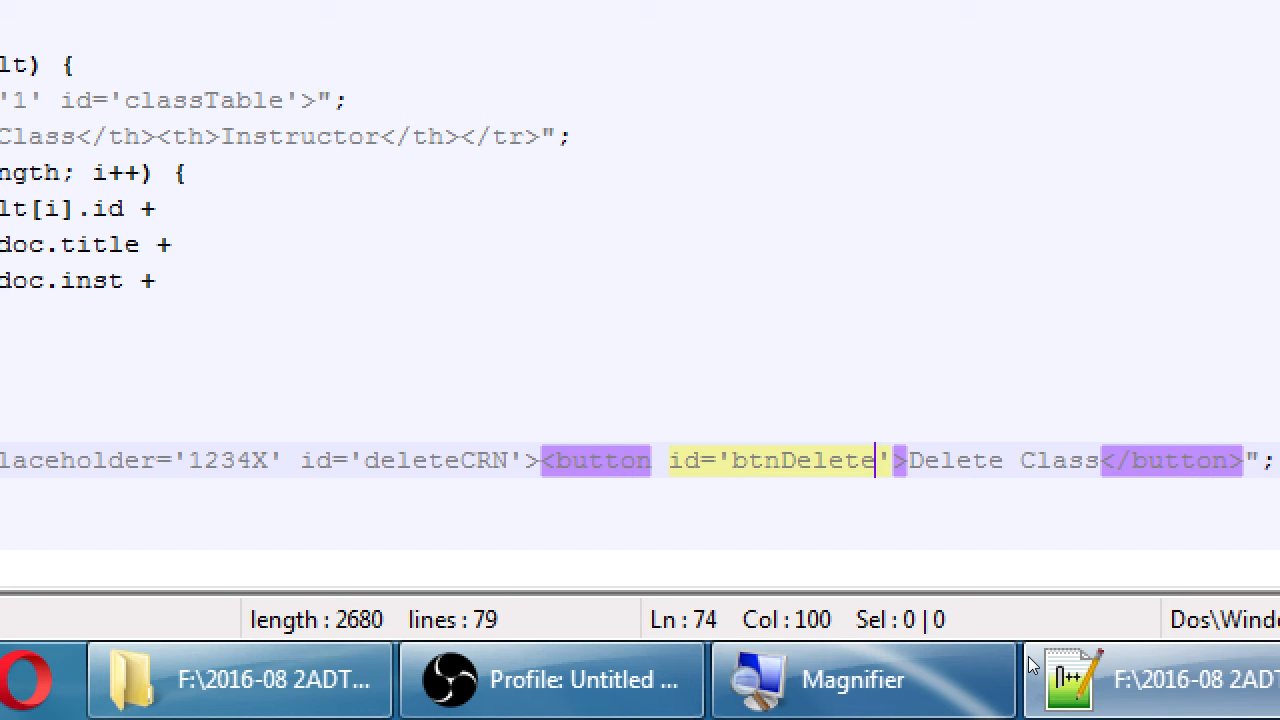 lt) {
'1' id='classTable'>";
Class</th><th>Instructor</th></tr>";
ngth; i++) {
lt[i].id +
doc.title +
doc.inst +
laceholder='1234X' id='deleteCRN'><button id='btnDelete'>Delete Class</button>";
length : 2680 lines : 79 Ln : 74 Col : 100 Sel : 0 | 0 Dos\Windo
F:\2016-08 2ADT... Profile: Untitled ... Magnifier N++ F:\2016-08 2ADT